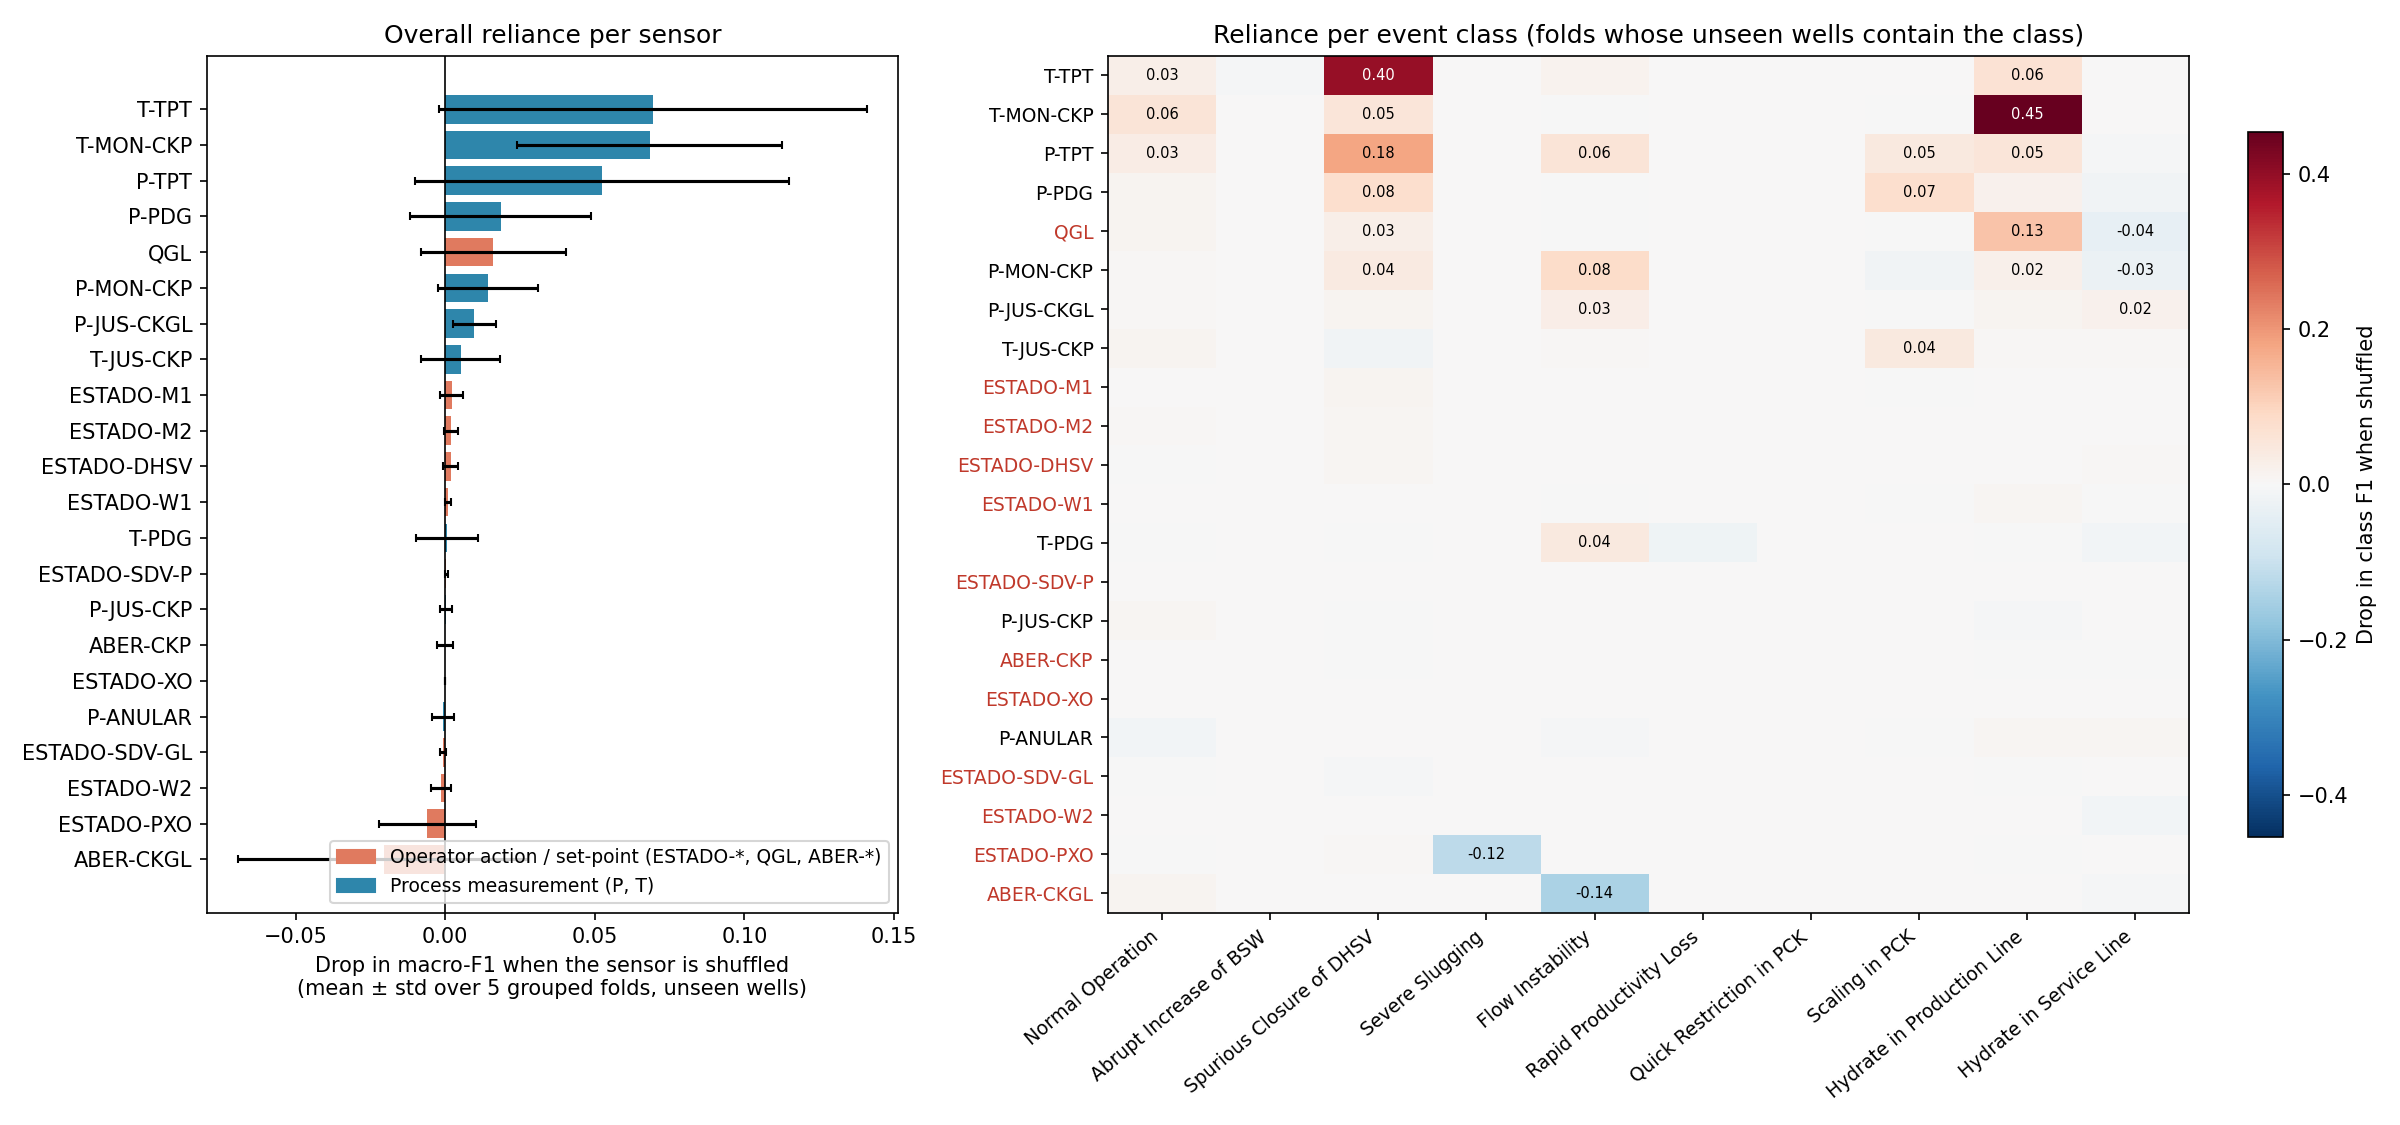 Overall reliance per sensor
T-TPT
T-MON-CKP
P-TPT
P-PDG
QGL
P-MON-CKP
P-JUS-CKGL
T-JUS-CKP
ESTADO-M1
ESTADO-M2
ESTADO-DHSV
ESTADO-W1
T-PDG
ESTADO-SDV-P
P-JUS-CKP
ABER-CKP
ESTADO-XO
P-ANULAR
ESTADO-SDV-GL
ESTADO-W2
ESTADO-PXO
ABER-CKGL
Operator action / set-point (ESTADO-*, QGL, ABER-*)
Process measurement (P, T)
−0.05 0.00 0.05 0.10 0.15
Drop in macro-F1 when the sensor is shuffled
(mean ± std over 5 grouped folds, unseen wells)
Reliance per event class (folds whose unseen wells contain the class)
T-TPT 0.03 0.40 0.06
T-MON-CKP 0.06 0.05 0.45
P-TPT 0.03 0.18 0.06 0.05 0.05
P-PDG 0.08 0.07
QGL 0.03 0.13 -0.04
P-MON-CKP 0.04 0.08 0.02 -0.03
P-JUS-CKGL 0.03 0.02
T-JUS-CKP 0.04
ESTADO-M1
ESTADO-M2
ESTADO-DHSV
ESTADO-W1
T-PDG 0.04
ESTADO-SDV-P
P-JUS-CKP
ABER-CKP
ESTADO-XO
P-ANULAR
ESTADO-SDV-GL
ESTADO-W2
ESTADO-PXO -0.12
ABER-CKGL -0.14
Normal Operation
Abrupt Increase of BSW
Spurious Closure of DHSV
Severe Slugging
Flow Instability
Rapid Productivity Loss
Quick Restriction in PCK
Scaling in PCK
Hydrate in Production Line
Hydrate in Service Line
0.4
0.2
0.0
−0.2
−0.4
Drop in class F1 when shuffled